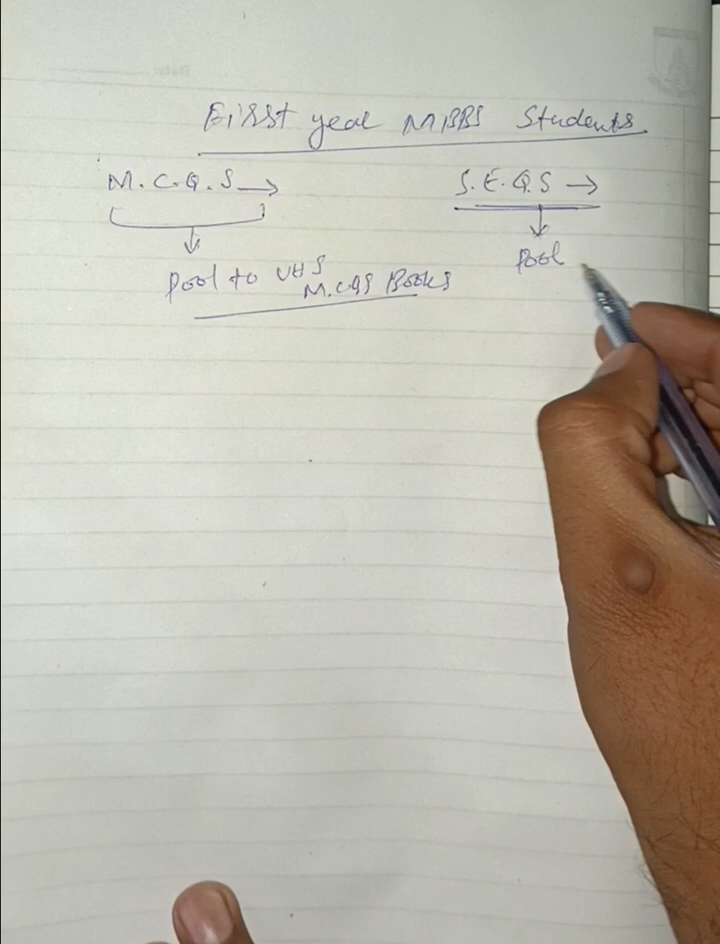 First year MBBS Students
M.C.Q.S → S.E.Q.S →
Pool to UHS Pool
M.CQS Books